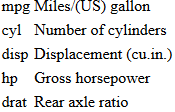 mpg Miles/(US) gallon
cyl Number of cylinders
disp Displacement (cu.in.)
hp Gross horsepower
drat Rear axle ratio